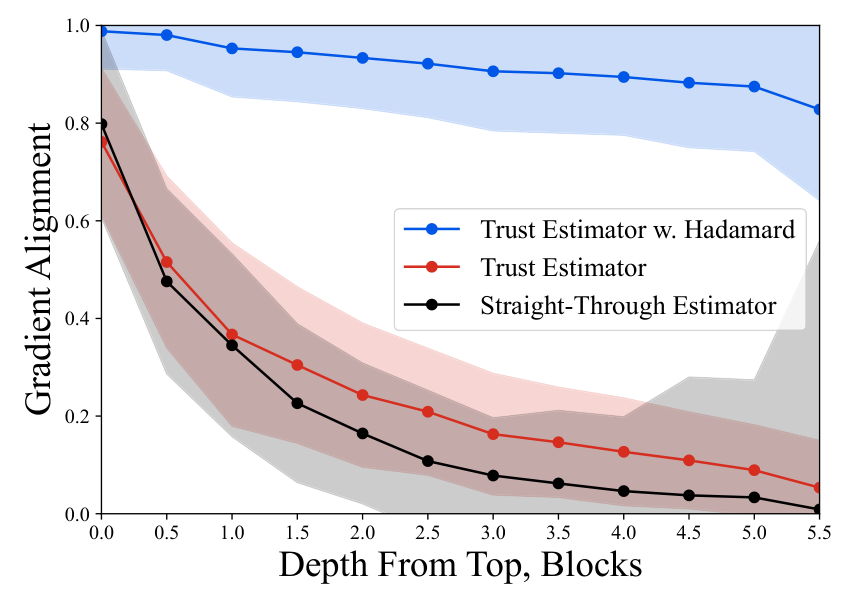 1.0
0.8
0.6
0.4
0.2
0.0
Gradient Alignment
Trust Estimator w. Hadamard
Trust Estimator
Straight-Through Estimator
0.0 0.5 1.0 1.5 2.0 2.5 3.0 3.5 4.0 4.5 5.0 5.5
Depth From Top, Blocks